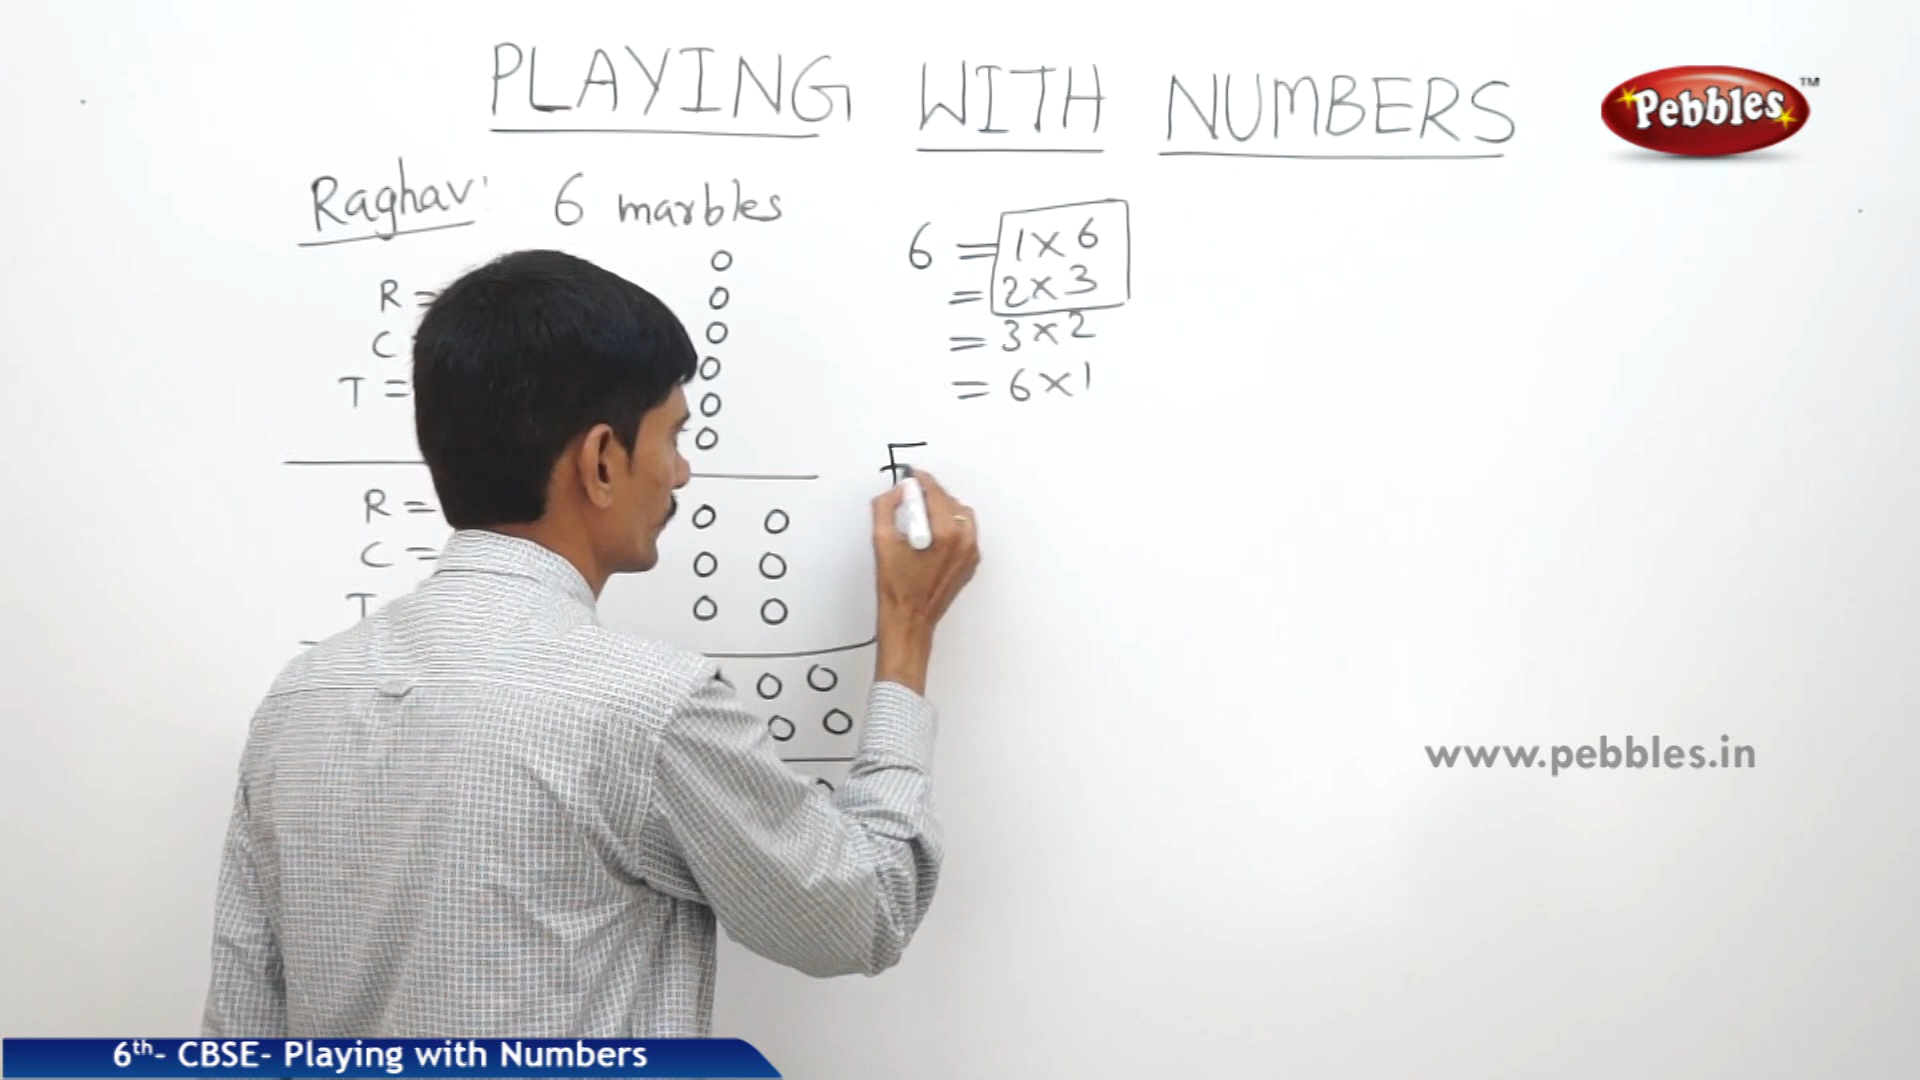 PLAYING WITH NUMBERS
Pebbles™
Raghav: 6 marbles
6 = 1 x 6
= 2 x 3
= 3 x 2
= 6 x 1
R =
C
T =
F
R =
C =
T
www.pebbles.in
6th- CBSE- Playing with Numbers